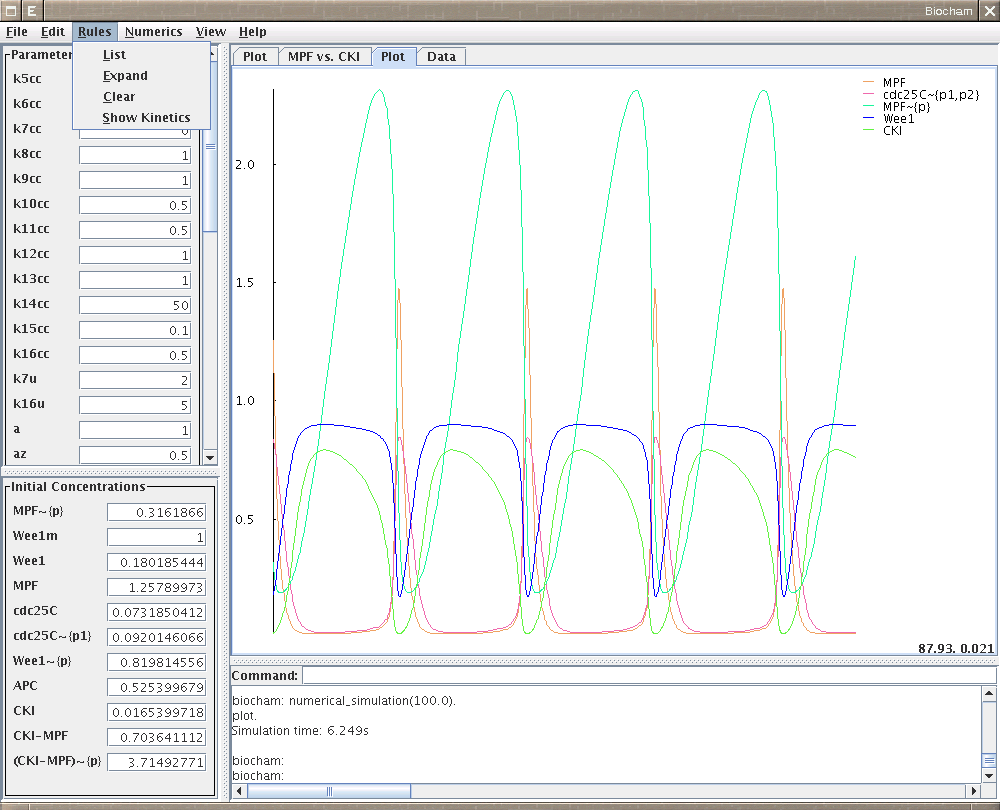 E Biocham
File Edit Rules Numerics View Help
List
Expand
Clear
Show Kinetics
Parameter
k5cc
k6cc
k7cc 0
k8cc 1
k9cc 1
k10cc 0.5
k11cc 0.5
k12cc 1
k13cc 1
k14cc 50
k15cc 0.1
k16cc 0.5
k7u 2
k16u 5
a 1
az 0.5
Initial Concentrations
MPF~{p} 0.3161866
Wee1m 1
Wee1 0.180185444
MPF 1.25789973
cdc25C 0.0731850412
cdc25C~{p1} 0.0920146066
Wee1~{p} 0.819814556
APC 0.525399679
CKI 0.0165399718
CKI-MPF 0.703641112
(CKI-MPF)~{p} 3.71492771
Plot MPF vs. CKI Plot Data
MPF
cdc25C~{p1,p2}
MPF~{p}
Wee1
CKI
2.0
1.5
1.0
0.5
87.93. 0.021
Command:
biocham: numerical_simulation(100.0).
plot.
Simulation time: 6.249s
biocham:
biocham: